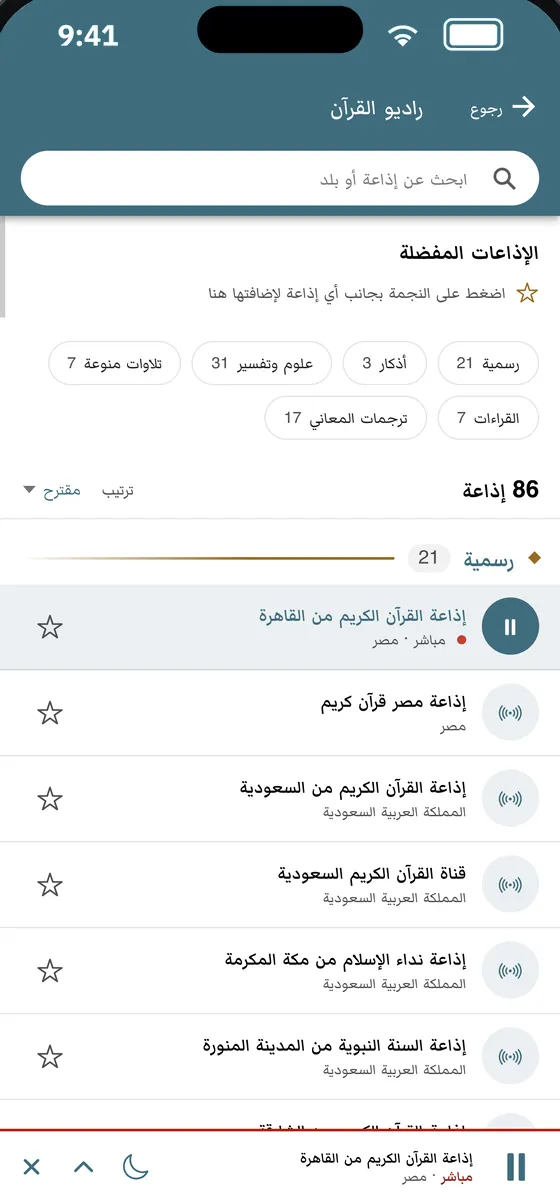 9:41
رجوع
راديو القرآن
ابحث عن إذاعة أو بلد
الإذاعات المفضلة
اضغط على النجمة بجانب أي إذاعة لإضافتها هنا
رسمية 21
أذكار 3
علوم وتفسير 31
تلاوات منوعة 7
القراءات 7
ترجمات المعاني 17
86 إذاعة
ترتيب مقترح
رسمية 21
إذاعة القرآن الكريم من القاهرة
مباشر · مصر
إذاعة مصر قرآن كريم
مصر
إذاعة القرآن الكريم من السعودية
المملكة العربية السعودية
قناة القرآن الكريم السعودية
المملكة العربية السعودية
إذاعة نداء الإسلام من مكة المكرمة
المملكة العربية السعودية
إذاعة السنة النبوية من المدينة المنورة
المملكة العربية السعودية
إذاعة القرآن الكريم من القاهرة
مباشر · مصر